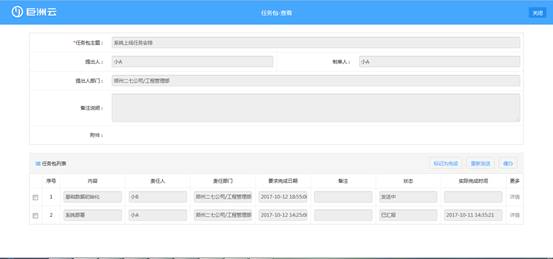 巨洲云 任务包-查看 关闭
*任务包主题： 系统上线任务安排
提出人： 小A 制单人： 小A
提出人部门： 郑州二七公司/工程管理部
备注说明：
附件：
任务包列表 标记为完成 重新发送 催办
序号 内容 责任人 责任部门 要求完成日期 备注 状态 实际完成时间 更多
1 基础数据初始化 小B 郑州二七公司/工程管理部 2017-10-12 18:55:0 发送中 详情
2 系统部署 小A 郑州二七公司/工程管理部 2017-10-12 14:25:0 已汇报 2017-10-11 14:35:21 详情